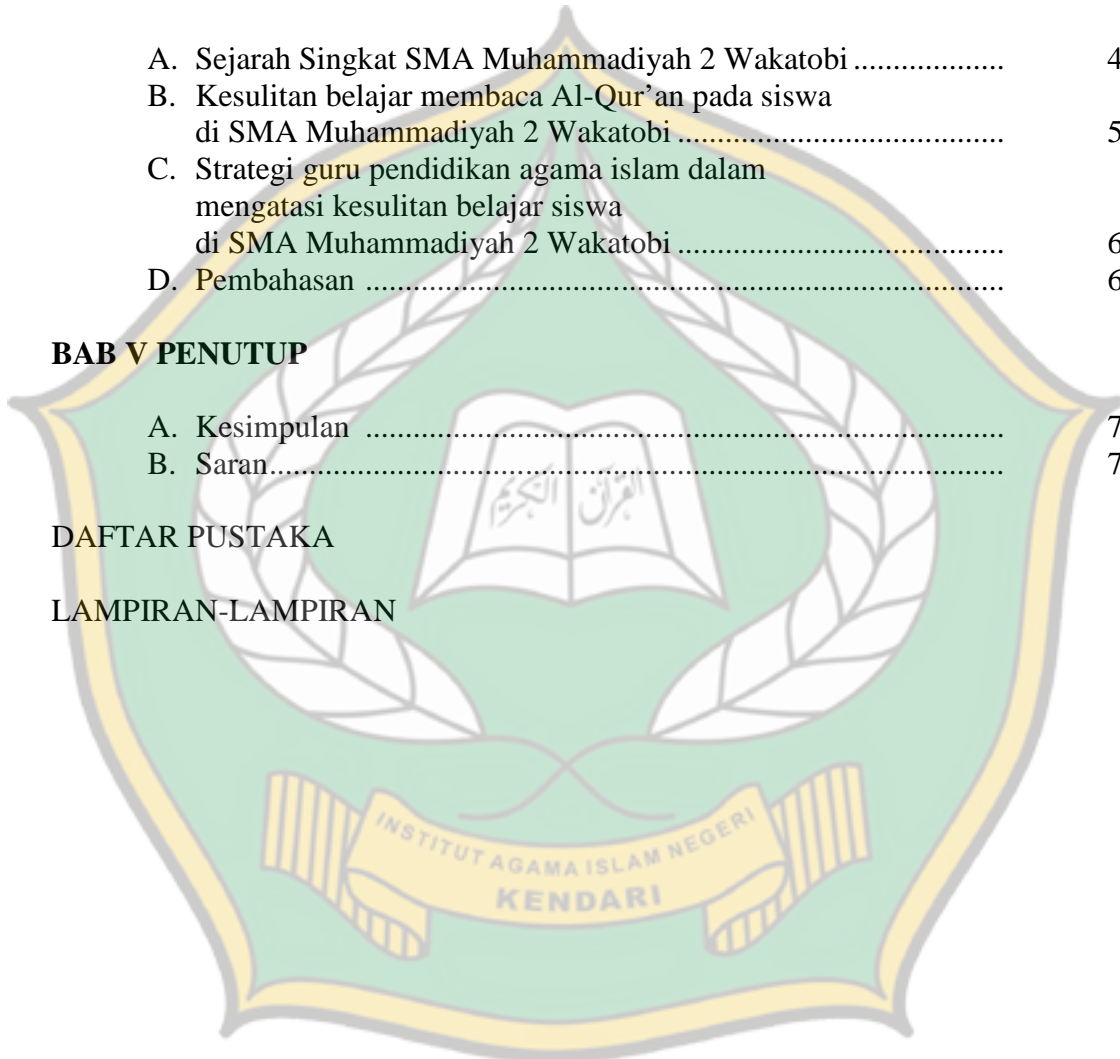 A. Sejarah Singkat SMA Muhammadiyah 2 Wakatobi .................. 4
B. Kesulitan belajar membaca Al-Qur’an pada siswa
di SMA Muhammadiyah 2 Wakatobi .................................... 5
C. Strategi guru pendidikan agama islam dalam
mengatasi kesulitan belajar siswa
di SMA Muhammadiyah 2 Wakatobi .................................... 6
D. Pembahasan ....................................................................... 6
BAB V PENUTUP
A. Kesimpulan ....................................................................... 7
B. Saran.................................................................................. 7
القرآن الكريم
DAFTAR PUSTAKA
LAMPIRAN-LAMPIRAN
INSTITUT AGAMA ISLAM NEGERI
KENDARI